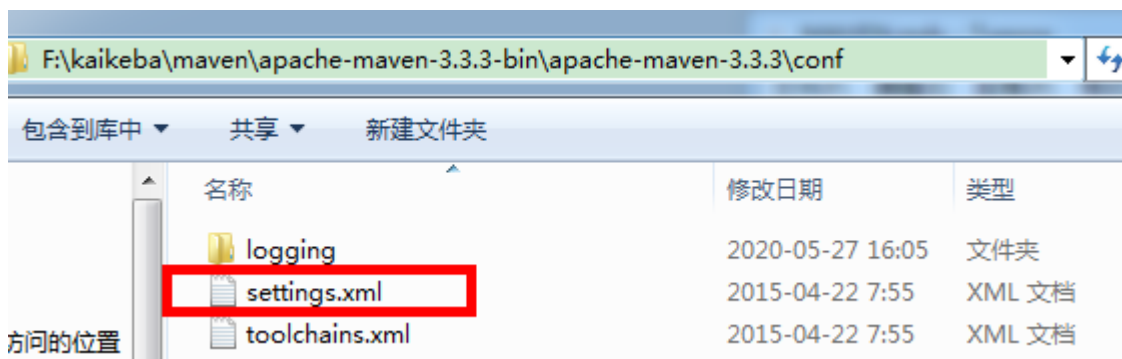 F:\kaikeba\maven\apache-maven-3.3.3-bin\apache-maven-3.3.3\conf
包含到库中 共享 新建文件夹
名称 修改日期 类型
logging 2020-05-27 16:05 文件夹
settings.xml 2015-04-22 7:55 XML 文档
访问的位置 toolchains.xml 2015-04-22 7:55 XML 文档